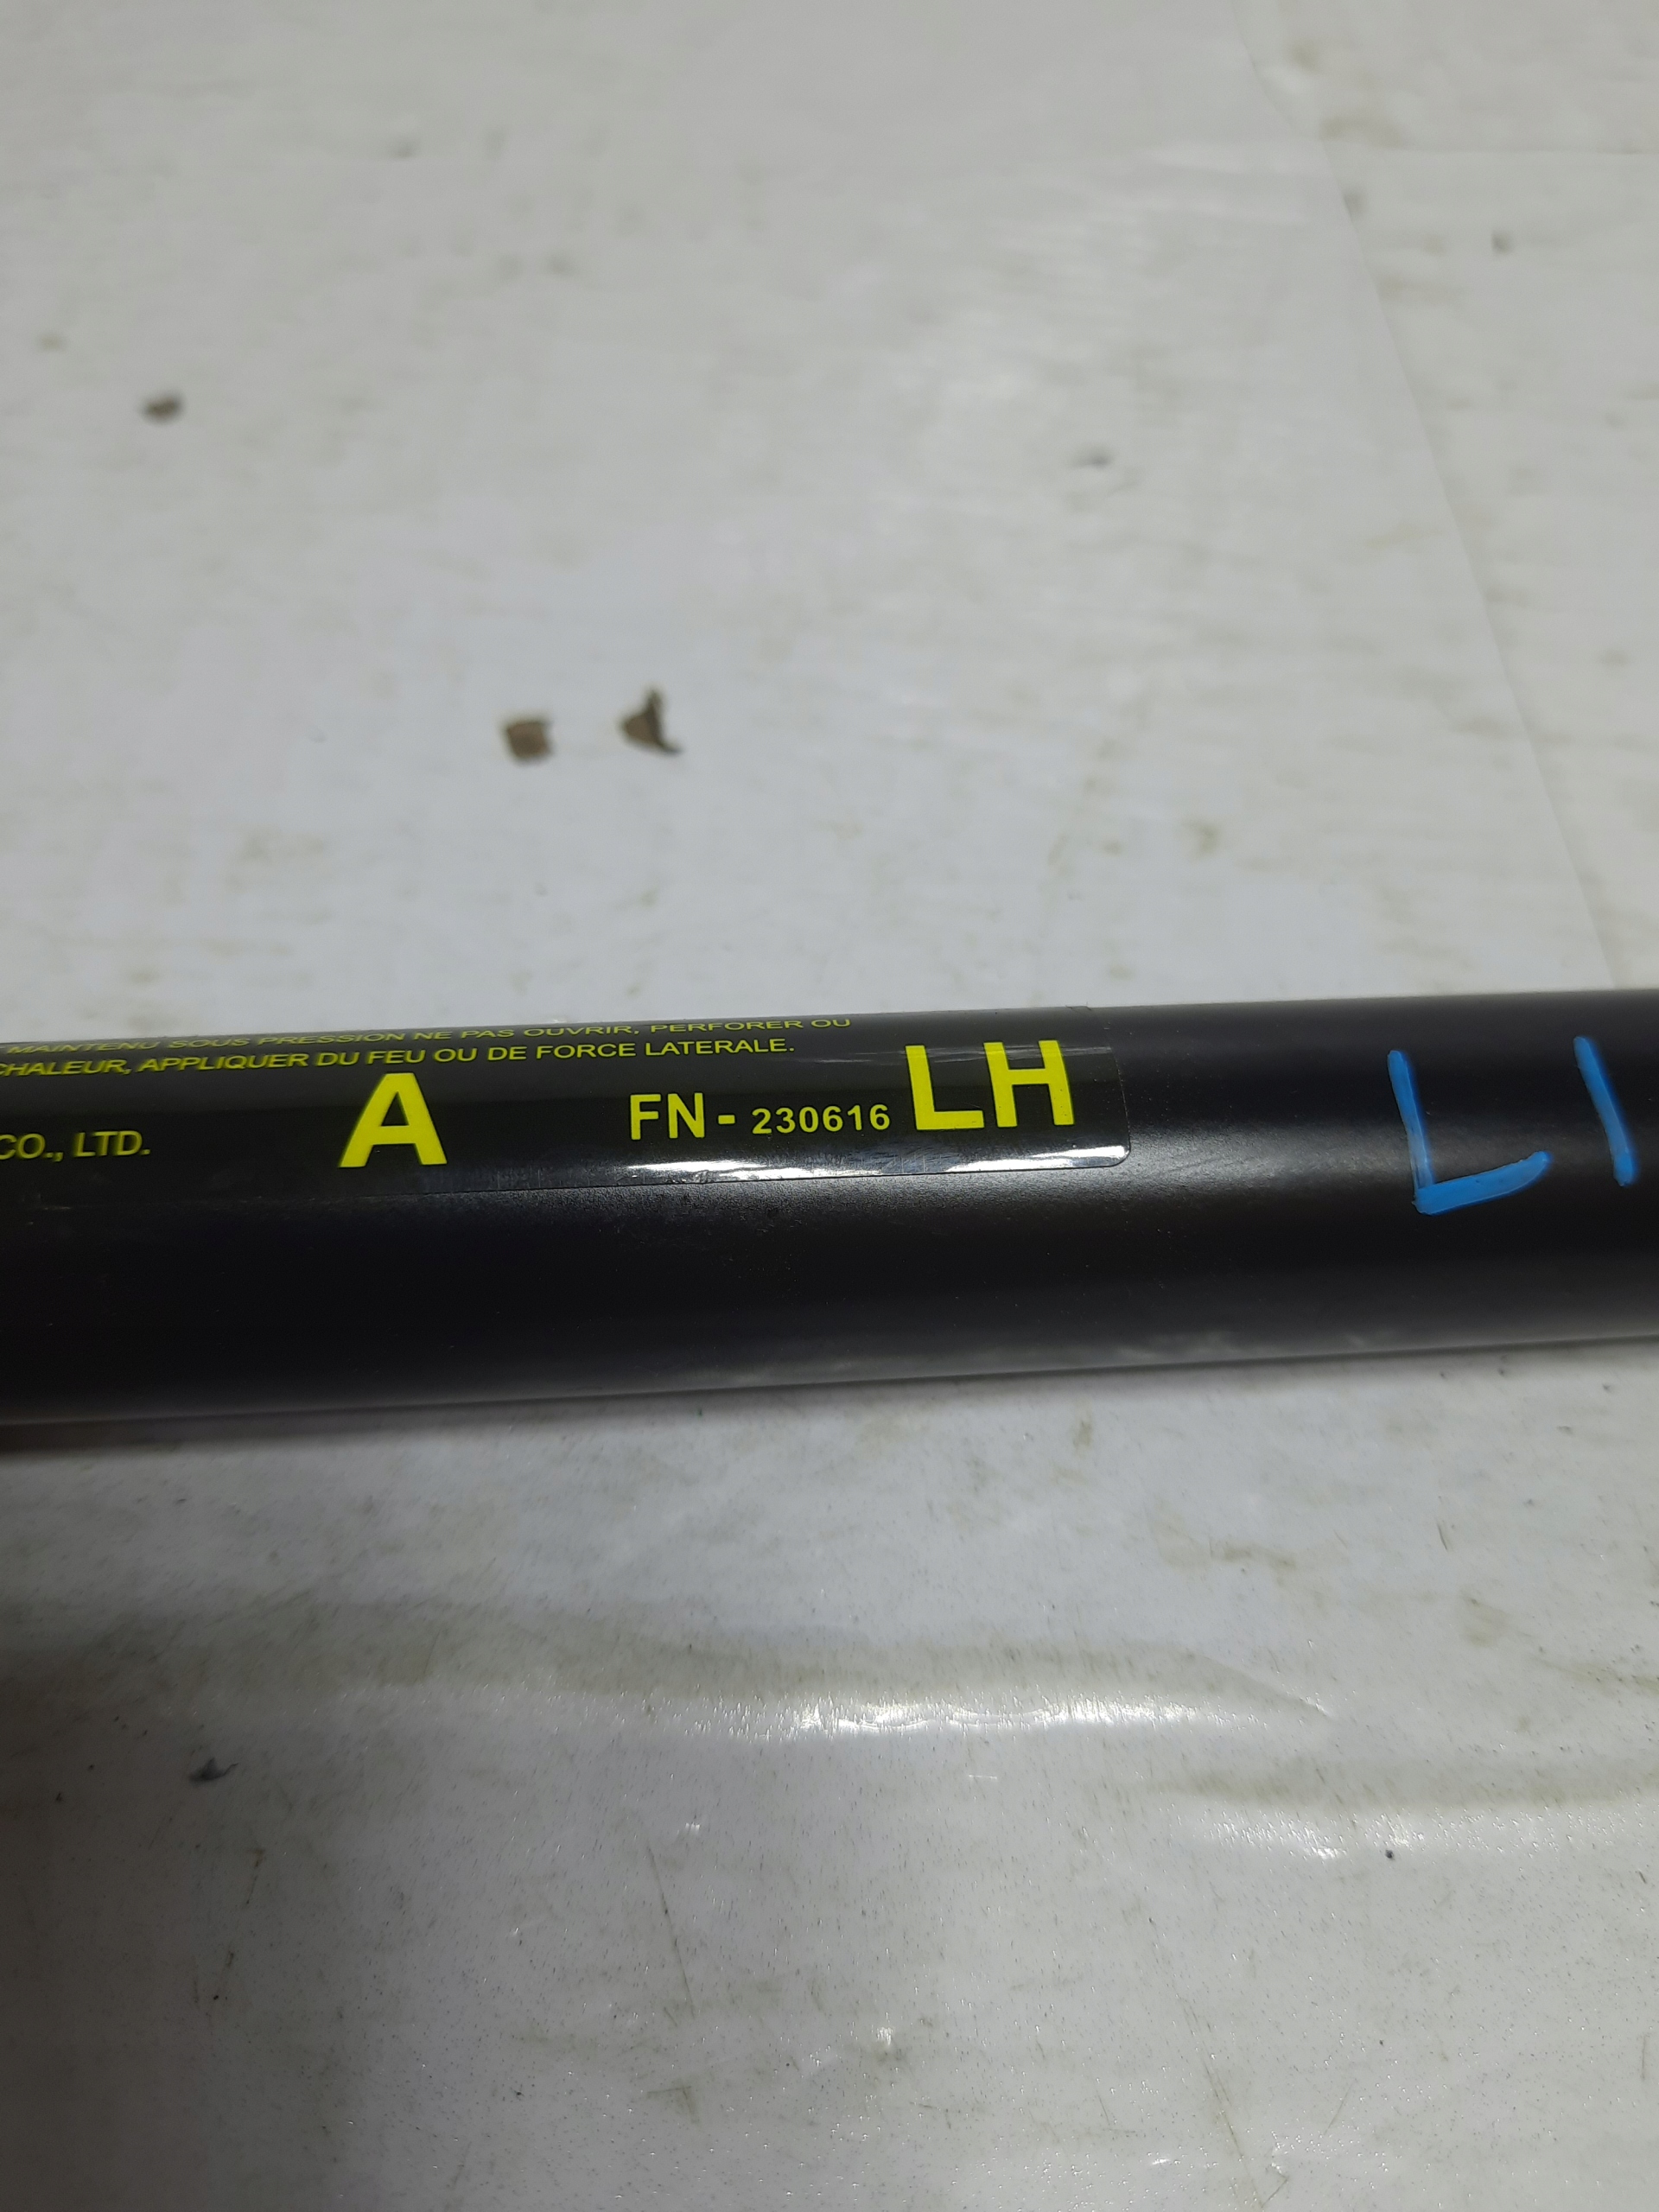 MAINTENU SOUS PRESSION NE PAS OUVRIR, PERFORER OU
CHALEUR, APPLIQUER DU FEU OU DE FORCE LATERALE.
CO., LTD. A FN-230616 LH
LI